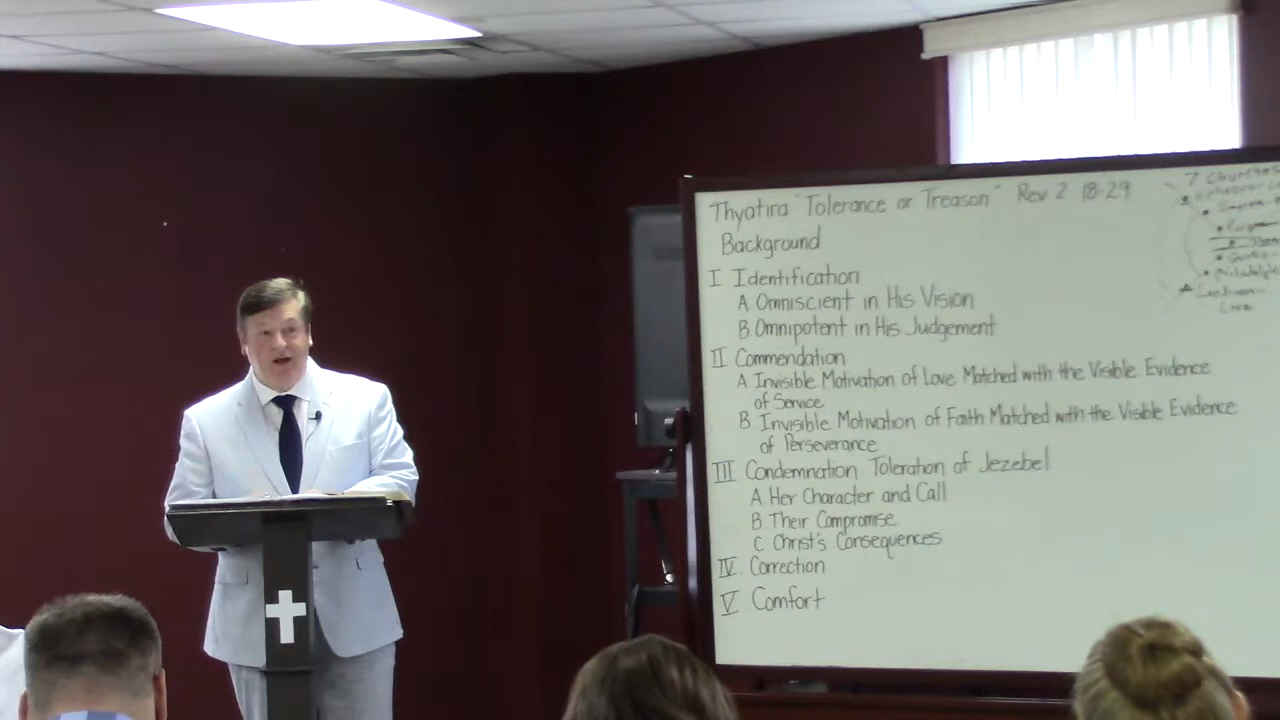 Thyatira "Tolerance or Treason" Rev 2 18-29
Background
I Identification
A Omniscient in His Vision
B. Omnipotent in His Judgement
II Commendation
A Invisible Motivation of Love Matched with the Visible Evidence
of Service
B Invisible Motivation of Faith Matched with the Visible Evidence
of Perseverance
III Condemnation Toleration of Jezebel
A. Her Character and Call
B. Their Compromise
C Christ's Consequences
IV. Correction
V Comfort
7 Churches